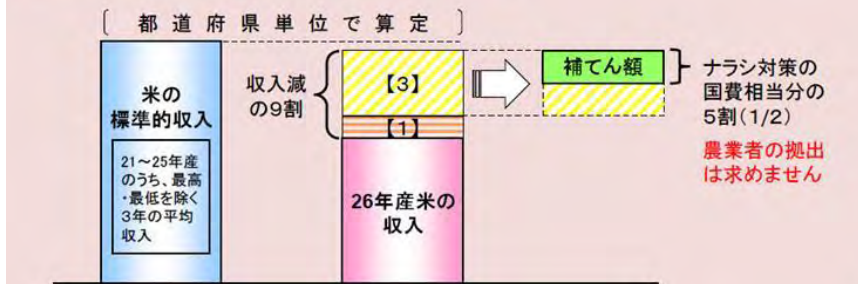 〔 都 道 府 県 単 位 で 算 定 〕
米の
標準的収入
21～25年産
のうち、最高
・最低を除く
3年の平均
収入
収入減
の9割
【3】
【1】
26年産米の
収入
補てん額
ナラシ対策の
国費相当分の
5割(1/2)
農業者の拠出
は求めません